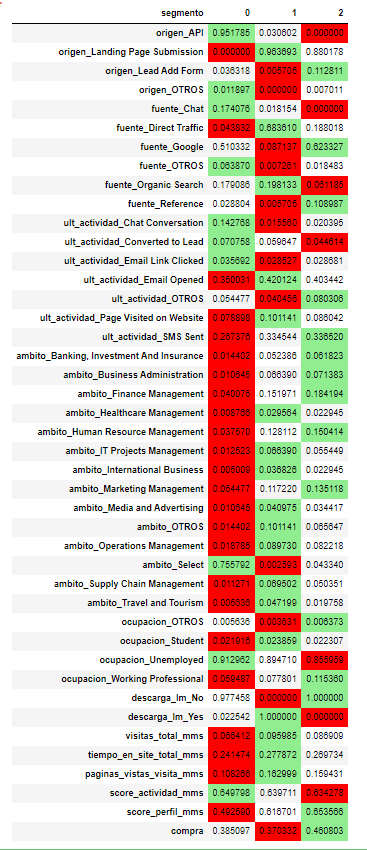 segmento 0 1 2
origen_API 0.951785 0.030602 0.000000
origen_Landing Page Submission 0.000000 0.963693 0.880178
origen_Lead Add Form 0.036318 0.005705 0.112811
origen_OTROS 0.011897 0.000000 0.007011
fuente_Chat 0.174076 0.018154 0.000000
fuente_Direct Traffic 0.043832 0.683610 0.188018
fuente_Google 0.510332 0.087137 0.623327
fuente_OTROS 0.063870 0.007261 0.018483
fuente_Organic Search 0.179086 0.198133 0.061185
fuente_Reference 0.028804 0.005705 0.108987
ult_actividad_Chat Conversation 0.142768 0.015560 0.020395
ult_actividad_Converted to Lead 0.070758 0.059647 0.044614
ult_actividad_Email Link Clicked 0.035692 0.028527 0.028681
ult_actividad_Email Opened 0.350031 0.420124 0.403442
ult_actividad_OTROS 0.054477 0.040456 0.080306
ult_actividad_Page Visited on Website 0.078898 0.101141 0.086042
ult_actividad_SMS Sent 0.267376 0.334544 0.336520
ambito_Banking, Investment And Insurance 0.014402 0.052386 0.061823
ambito_Business Administration 0.010645 0.066390 0.071383
ambito_Finance Management 0.040075 0.151971 0.184194
ambito_Healthcare Management 0.008766 0.029564 0.022945
ambito_Human Resource Management 0.037570 0.128112 0.150414
ambito_IT Projects Management 0.012523 0.066390 0.055449
ambito_International Business 0.005009 0.036826 0.022945
ambito_Marketing Management 0.054477 0.117220 0.135118
ambito_Media and Advertising 0.010645 0.040975 0.034417
ambito_OTROS 0.014402 0.101141 0.065647
ambito_Operations Management 0.018785 0.089730 0.082218
ambito_Select 0.755792 0.002593 0.043340
ambito_Supply Chain Management 0.011271 0.069502 0.050351
ambito_Travel and Tourism 0.005636 0.047199 0.019758
ocupacion_OTROS 0.005636 0.003631 0.006373
ocupacion_Student 0.021916 0.023859 0.022307
ocupacion_Unemployed 0.912962 0.894710 0.855959
ocupacion_Working Professional 0.059487 0.077801 0.115360
descarga_lm_No 0.977458 0.000000 1.000000
descarga_lm_Yes 0.022542 1.000000 0.000000
visitas_total_mms 0.066412 0.095985 0.086909
tiempo_en_site_total_mms 0.241474 0.277872 0.269704
paginas_vistas_visita_mms 0.108266 0.162999 0.159431
score_actividad_mms 0.649798 0.639711 0.634278
score_perfil_mms 0.492690 0.616701 0.653566
compra 0.385097 0.370332 0.460803